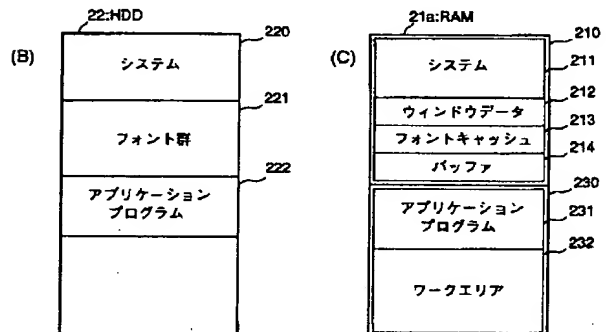 (B)
22:HDD
220
システム
221
フォント群
222
アプリケーション
プログラム
(C)
21a:RAM
210
システム
211
212
ウィンドウデータ
213
フォントキャッシュ
214
バッファ
230
アプリケーション
プログラム
231
232
ワークエリア